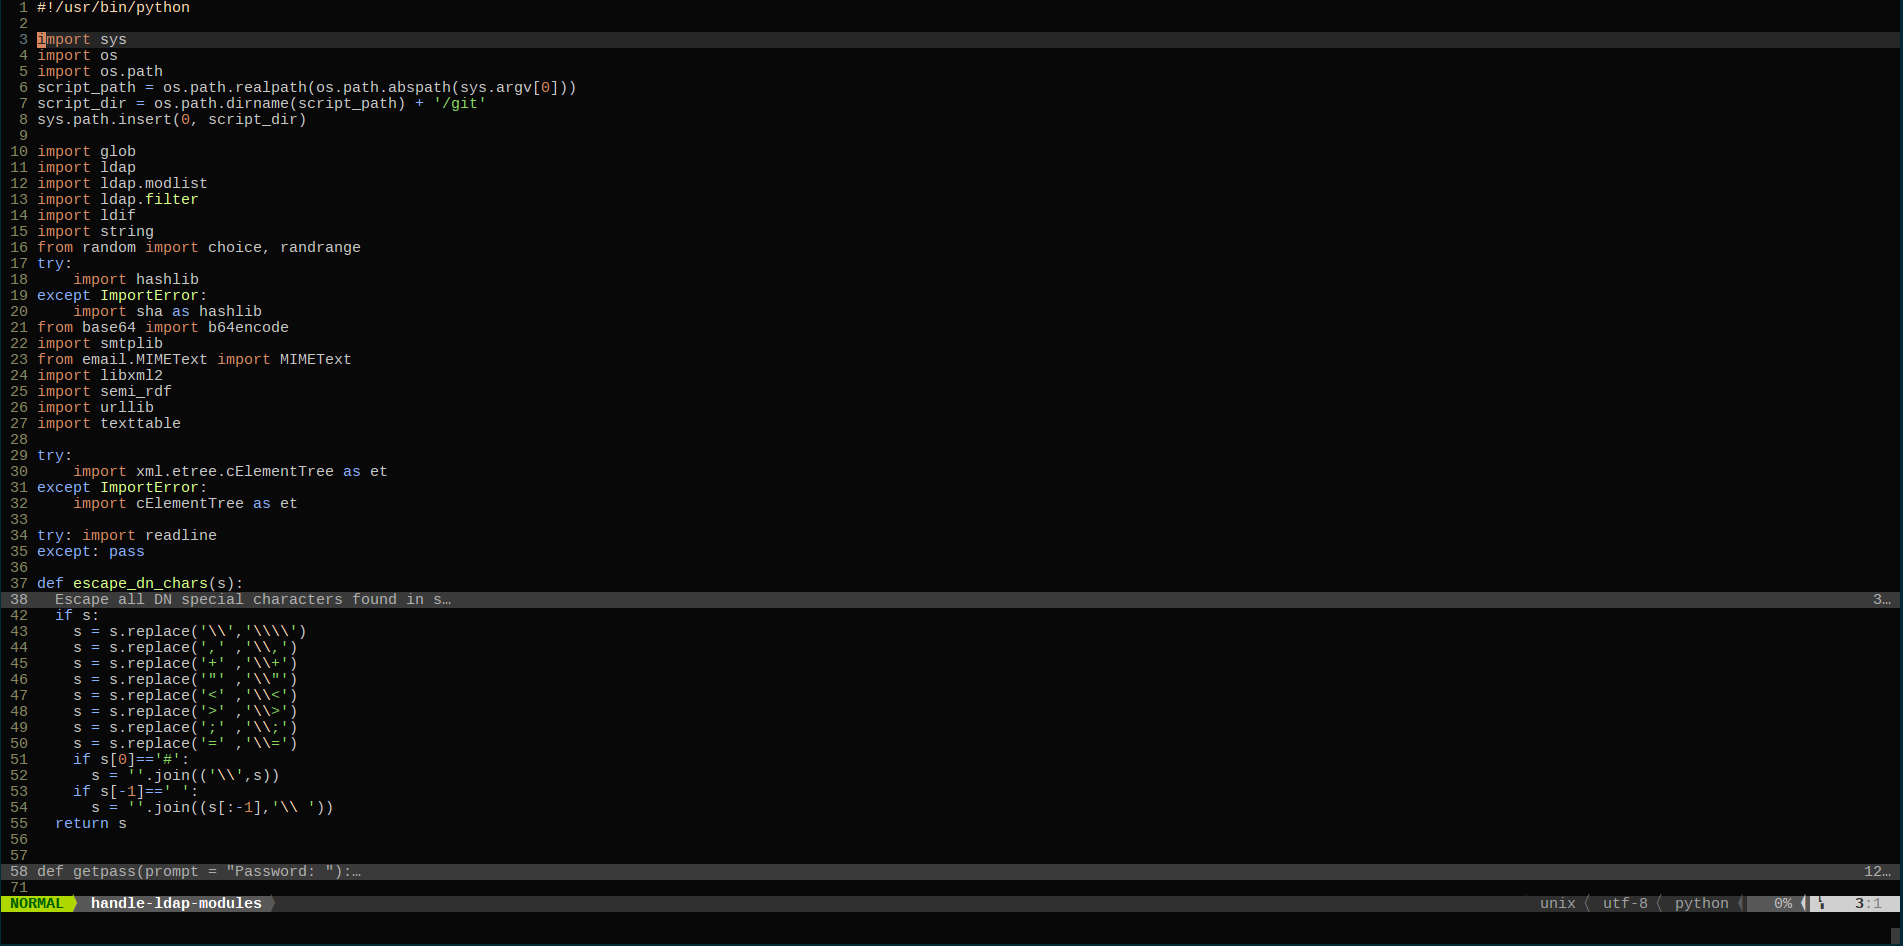 1 #!/usr/bin/python
2
3 import sys
4 import os
5 import os.path
6 script_path = os.path.realpath(os.path.abspath(sys.argv[0]))
7 script_dir = os.path.dirname(script_path) + '/git'
8 sys.path.insert(0, script_dir)
9
10 import glob
11 import ldap
12 import ldap.modlist
13 import ldap.filter
14 import ldif
15 import string
16 from random import choice, randrange
17 try:
18     import hashlib
19 except ImportError:
20     import sha as hashlib
21 from base64 import b64encode
22 import smtplib
23 from email.MIMEText import MIMEText
24 import libxml2
25 import semi_rdf
26 import urllib
27 import texttable
28
29 try:
30     import xml.etree.cElementTree as et
31 except ImportError:
32     import cElementTree as et
33
34 try: import readline
35 except: pass
36
37 def escape_dn_chars(s):
38   Escape all DN special characters found in s… 3…
42   if s:
43     s = s.replace('\\','\\\\')
44     s = s.replace(',' ,'\\,')
45     s = s.replace('+' ,'\\+')
46     s = s.replace('"' ,'\\"')
47     s = s.replace('<' ,'\\<')
48     s = s.replace('>' ,'\\>')
49     s = s.replace(';' ,'\\;')
50     s = s.replace('=' ,'\\=')
51     if s[0]=='#':
52       s = ''.join(('\\',s))
53     if s[-1]==' ':
54       s = ''.join((s[:-1],'\\ '))
55   return s
56
57
58 def getpass(prompt = "Password: "):… 12…
71
NORMAL handle-ldap-modules unix utf-8 python 0% 3:1